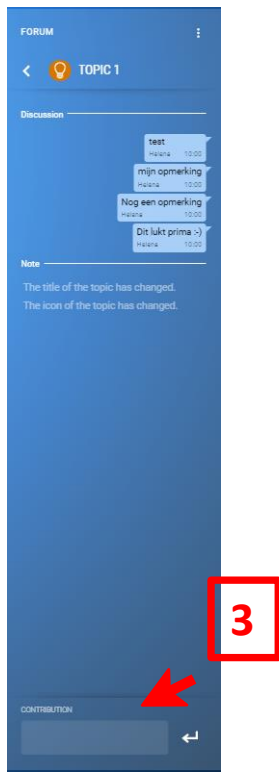 FORUM
TOPIC 1
Discussion
test
Helena 10:00
mijn opmerking
Helena 10:00
Nog een opmerking
Helena 10:00
Dit lukt prima :-)
Helena 10:00
Note
The title of the topic has changed.
The icon of the topic has changed.
3
CONTRIBUTION